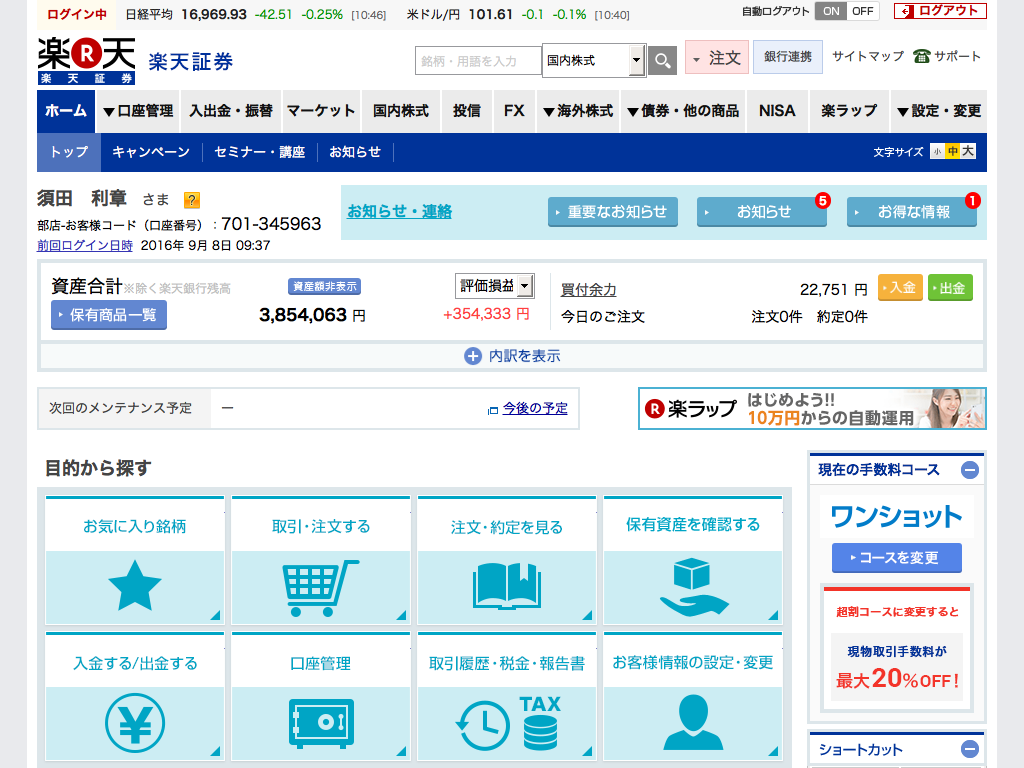 ログイン中 日経平均 16,969.93 -42.51 -0.25% [10:46] 米ドル/円 101.61 -0.1 -0.1% [10:40] 自動ログアウト ON OFF ログアウト
楽R天
楽天証券
楽天証券
銘柄・用語を入力 国内株式 注文 銀行連携 サイトマップ サポート
ホーム ▼口座管理 入出金・振替 マーケット 国内株式 投信 FX ▼海外株式 ▼債券・他の商品 NISA 楽ラップ ▼設定・変更
トップ キャンペーン セミナー・講座 お知らせ 文字サイズ 小 中 大
須田 利章 さま ?
部店-お客様コード（口座番号）：701-345963
前回ログイン日時 2016年 9月 8日 09:37
お知らせ・連絡 重要なお知らせ お知らせ 5 お得な情報 1
資産合計※除く楽天銀行残高 資産額非表示 評価損益 買付余力 22,751 円 入金 出金
保有商品一覧 3,854,063 円 +354,333 円 今日のご注文 注文0件 約定0件
内訳を表示
次回のメンテナンス予定 ― 今後の予定
R 楽ラップ はじめよう!! 10万円からの自動運用
目的から探す
お気に入り銘柄 取引・注文する 注文・約定を見る 保有資産を確認する
入金する/出金する 口座管理 取引履歴・税金・報告書 お客様情報の設定・変更
¥ TAX
現在の手数料コース
ワンショット
コースを変更
超割コースに変更すると
現物取引手数料が
最大20%OFF!
ショートカット